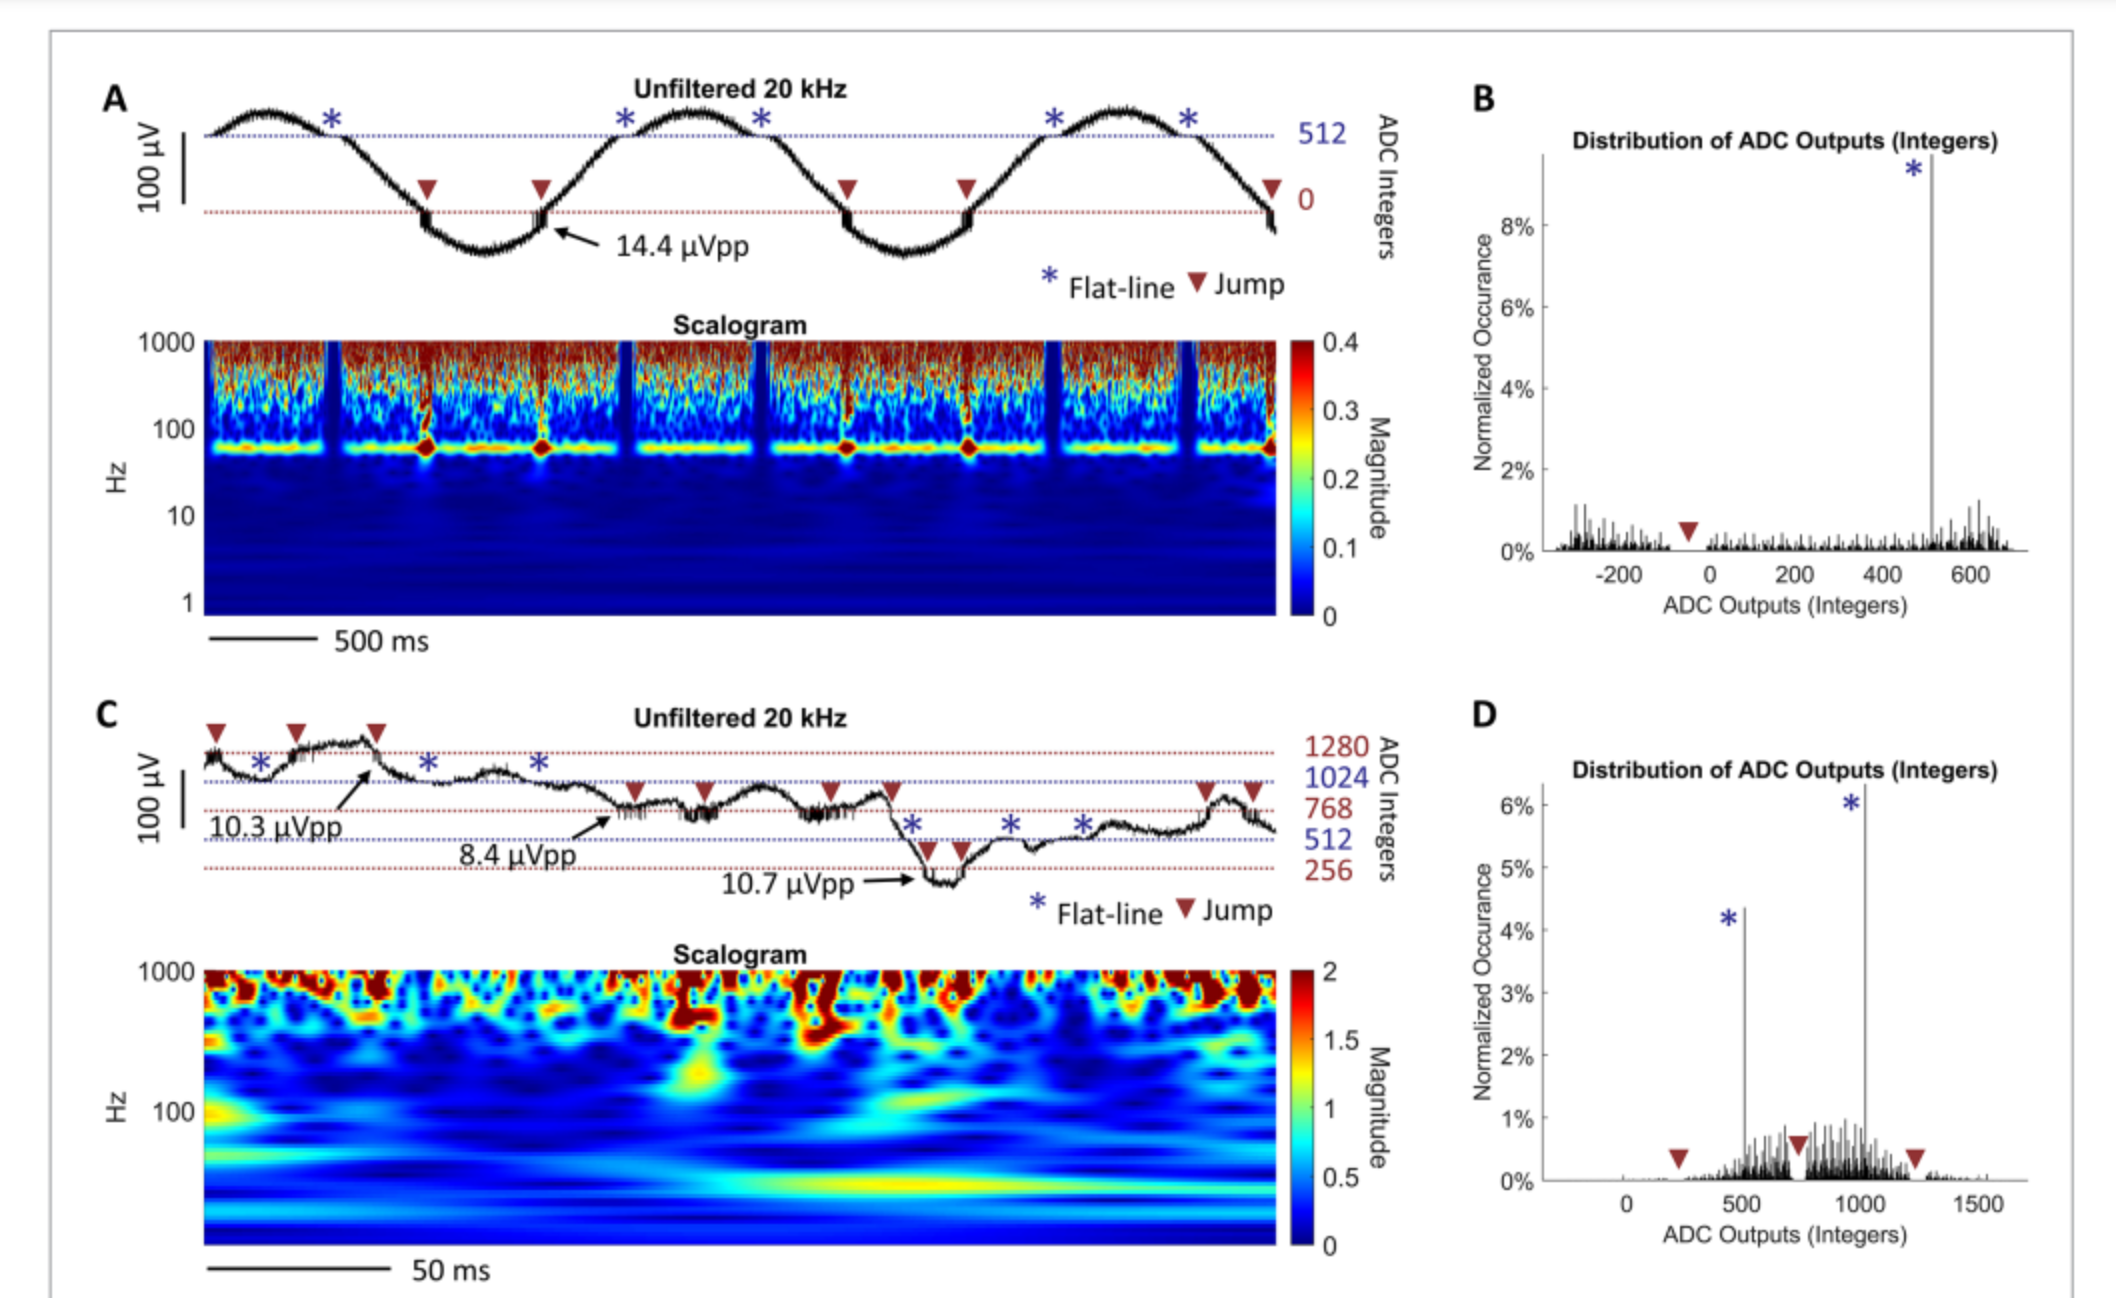 A
Unfiltered 20 kHz
100 µV
* * * * *
512
0
ADC Integers
14.4 µVpp
* Flat-line Jump
Scalogram
1000
100
10
1
Hz
0.4
0.3
0.2
0.1
0
Magnitude
500 ms
B
Distribution of ADC Outputs (Integers)
*
Normalized Occurance
8%
6%
4%
2%
0%
-200 0 200 400 600
ADC Outputs (Integers)
C
Unfiltered 20 kHz
100 µV
* * *
* * *
1280
1024
768
512
256
ADC Integers
10.3 µVpp
8.4 µVpp
10.7 µVpp
* Flat-line Jump
Scalogram
1000
100
Hz
2
1.5
1
0.5
0
Magnitude
50 ms
D
Distribution of ADC Outputs (Integers)
*
*
Normalized Occurance
6%
5%
4%
3%
2%
1%
0%
0 500 1000 1500
ADC Outputs (Integers)